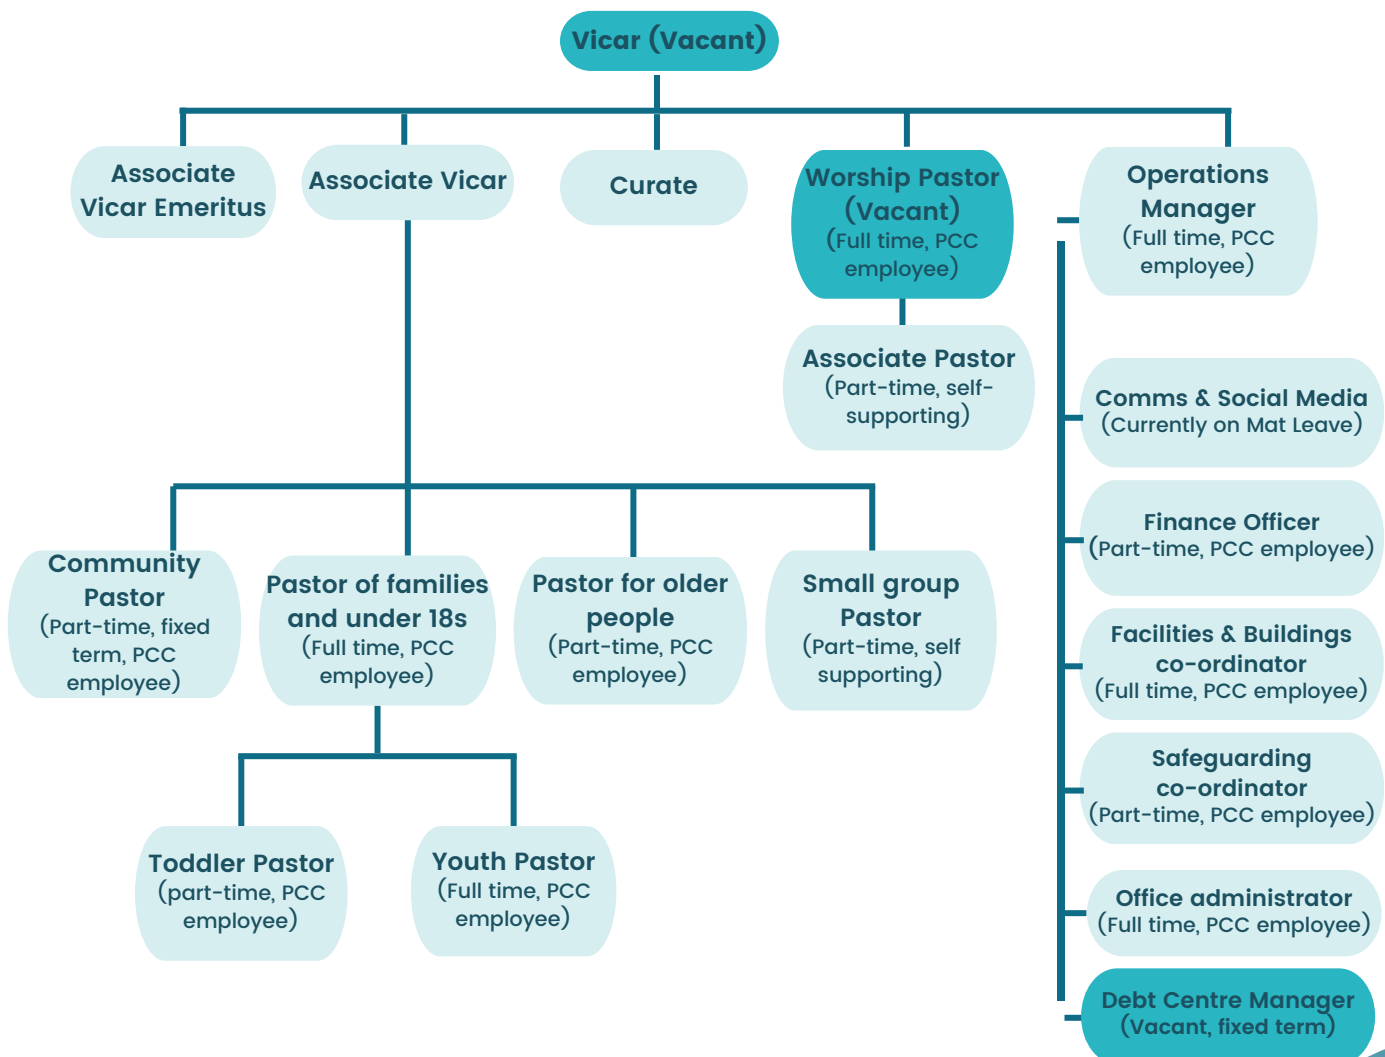 Vicar (Vacant)
Associate
Vicar Emeritus
Associate Vicar
Curate
Worship Pastor
(Vacant)
(Full time, PCC
employee)
Operations
Manager
(Full time, PCC
employee)
Associate Pastor
(Part-time, self-
supporting)
Comms & Social Media
(Currently on Mat Leave)
Finance Officer
(Part-time, PCC employee)
Facilities & Buildings
co-ordinator
(Full time, PCC employee)
Safeguarding
co-ordinator
(Part-time, PCC employee)
Office administrator
(Full time, PCC employee)
Debt Centre Manager
(Vacant, fixed term)
Community
Pastor
(Part-time, fixed
term, PCC
employee)
Pastor of families
and under 18s
(Full time, PCC
employee)
Pastor for older
people
(Part-time, PCC
employee)
Small group
Pastor
(Part-time, self
supporting)
Toddler Pastor
(part-time, PCC
employee)
Youth Pastor
(Full time, PCC
employee)